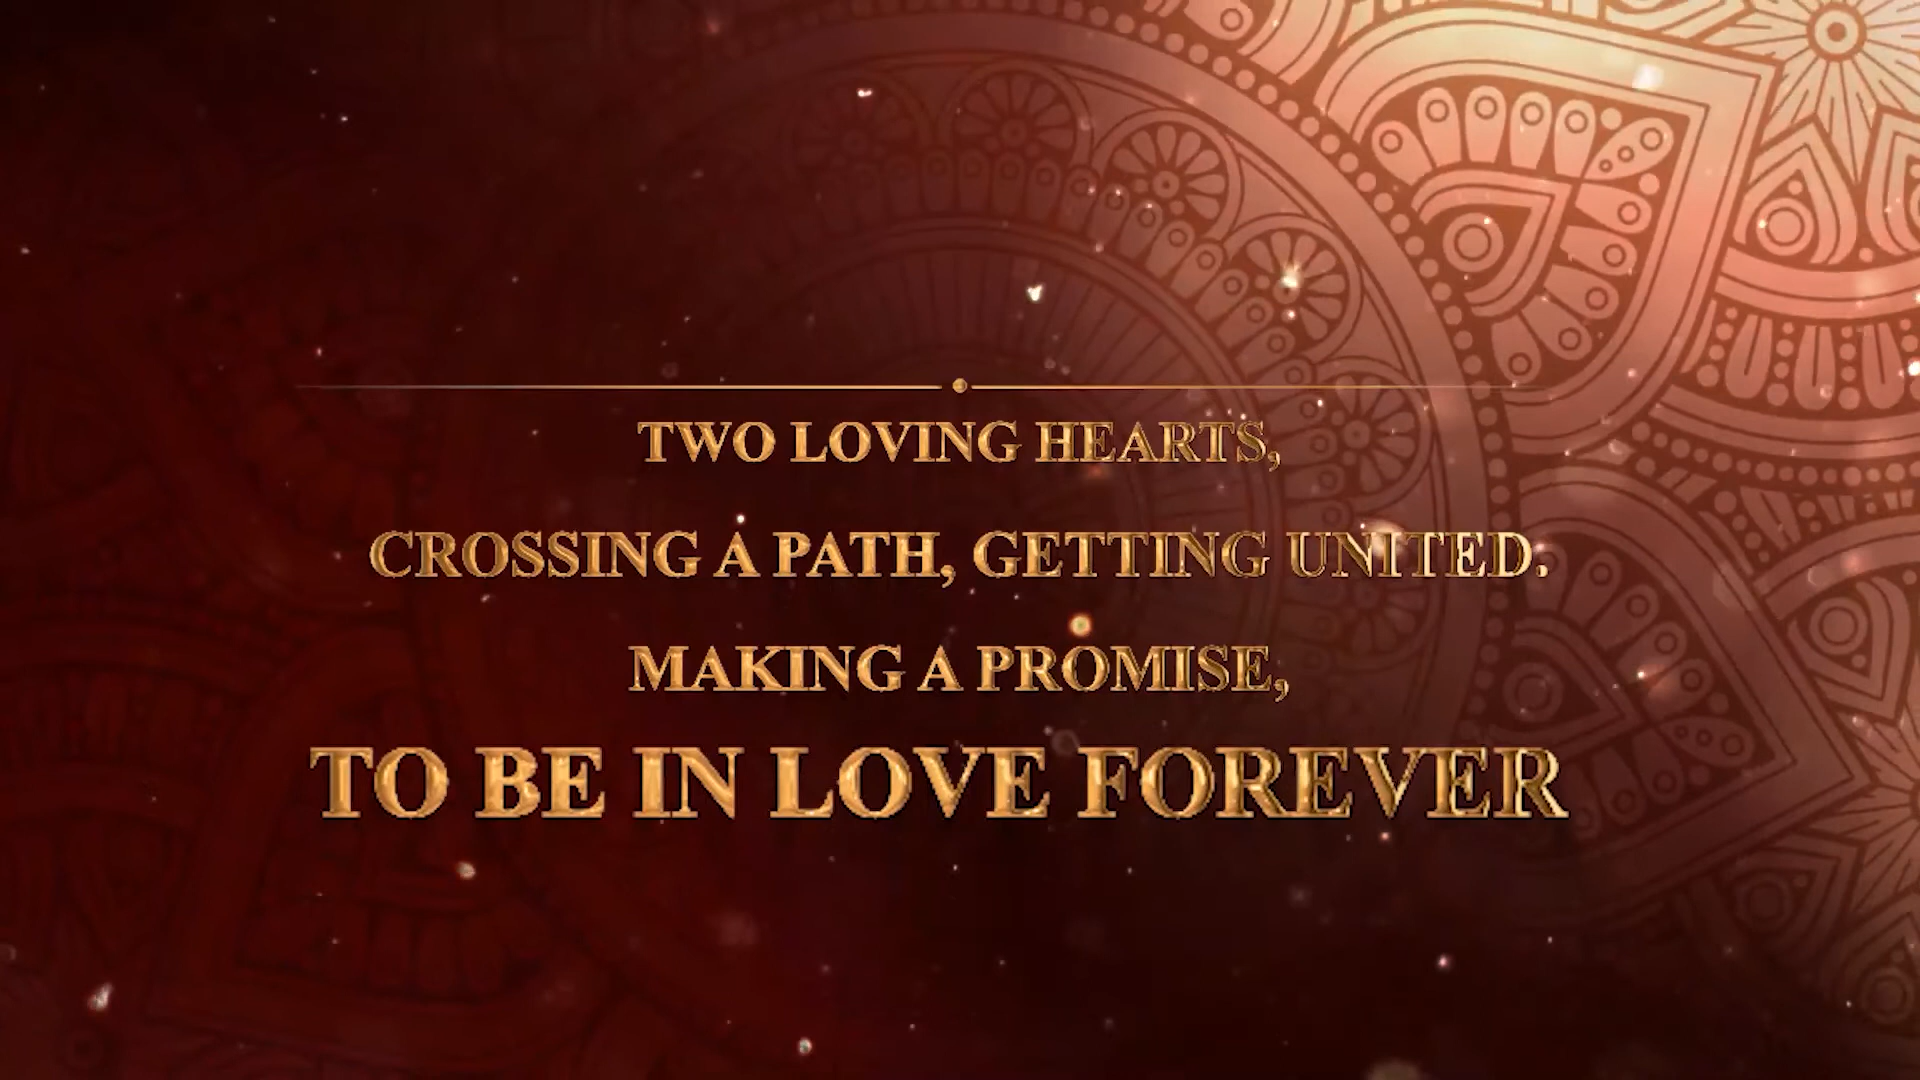 TWO LOVING HEARTS,
CROSSING A PATH, GETTING UNITED.
MAKING A PROMISE,
TO BE IN LOVE FOREVER